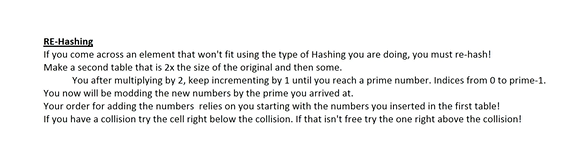 RE-Hashing
If you come across an element that won't fit using the type of Hashing you are doing, you must re-hash!
Make a second table that is 2x the size of the original and then some.
You after multiplying by 2, keep incrementing by 1 until you reach a prime number. Indices from 0 to prime-1.
You now will be modding the new numbers by the prime you arrived at.
Your order for adding the numbers relies on you starting with the numbers you inserted in the first table!
If you have a collision try the cell right below the collision. If that isn't free try the one right above the collision!